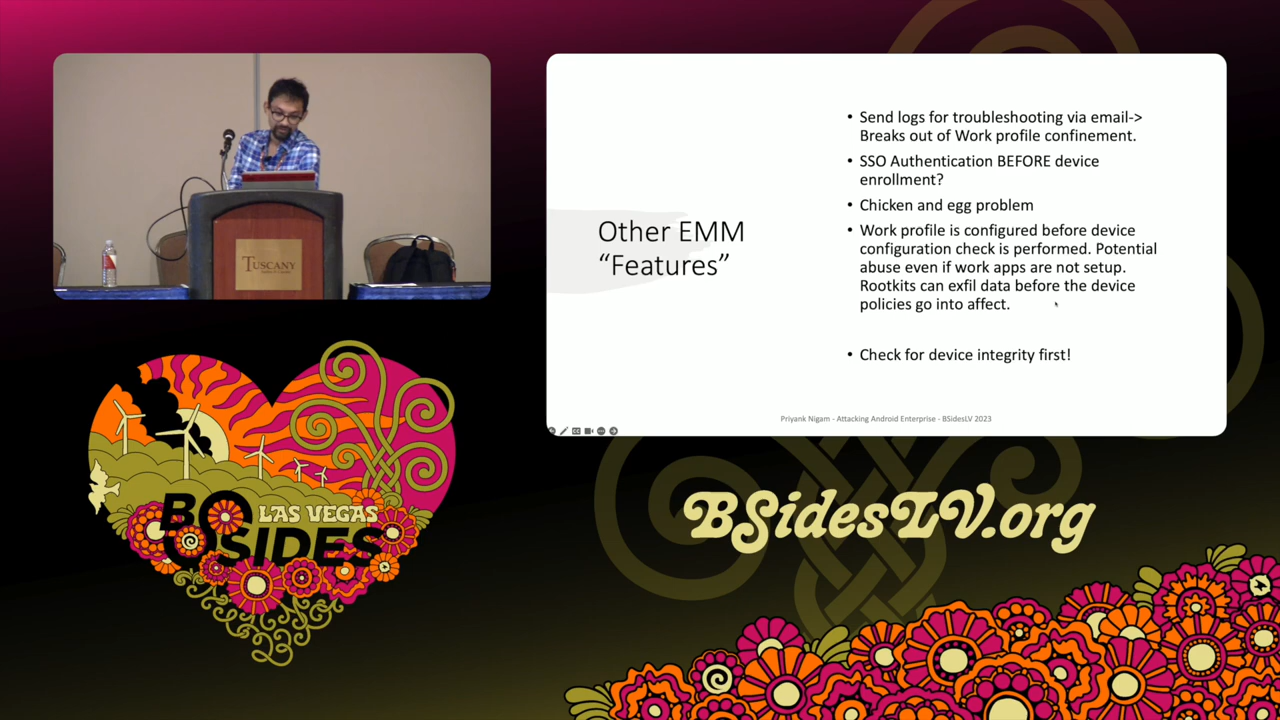 TUSCANY
Other EMM
“Features”
• Send logs for troubleshooting via email->
Breaks out of Work profile confinement.
• SSO Authentication BEFORE device
enrollment?
• Chicken and egg problem
• Work profile is configured before device
configuration check is performed. Potential
abuse even if work apps are not setup.
Rootkits can exfil data before the device
policies go into affect.
• Check for device integrity first!
Priyank Nigam - Attacking Android Enterprise - BSidesLV 2023
BSIDES
LAS VEGAS
23
BSidesLV.org